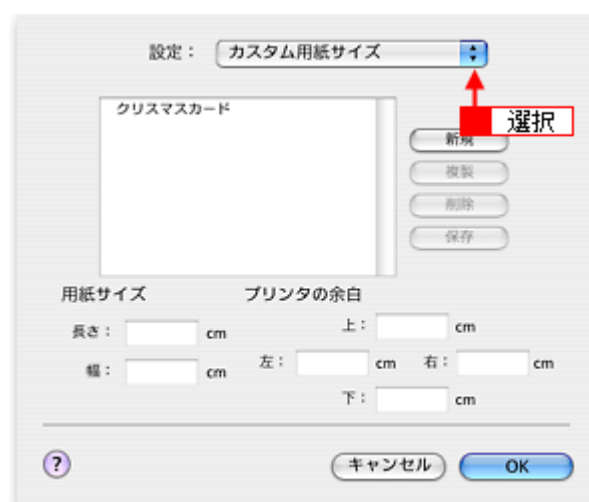 設定： カスタム用紙サイズ
クリスマスカード
選択
新規
複製
削除
保存
用紙サイズ
プリンタの余白
長さ： cm
上： cm
幅： cm
左： cm 右： cm
下： cm
?
キャンセル OK